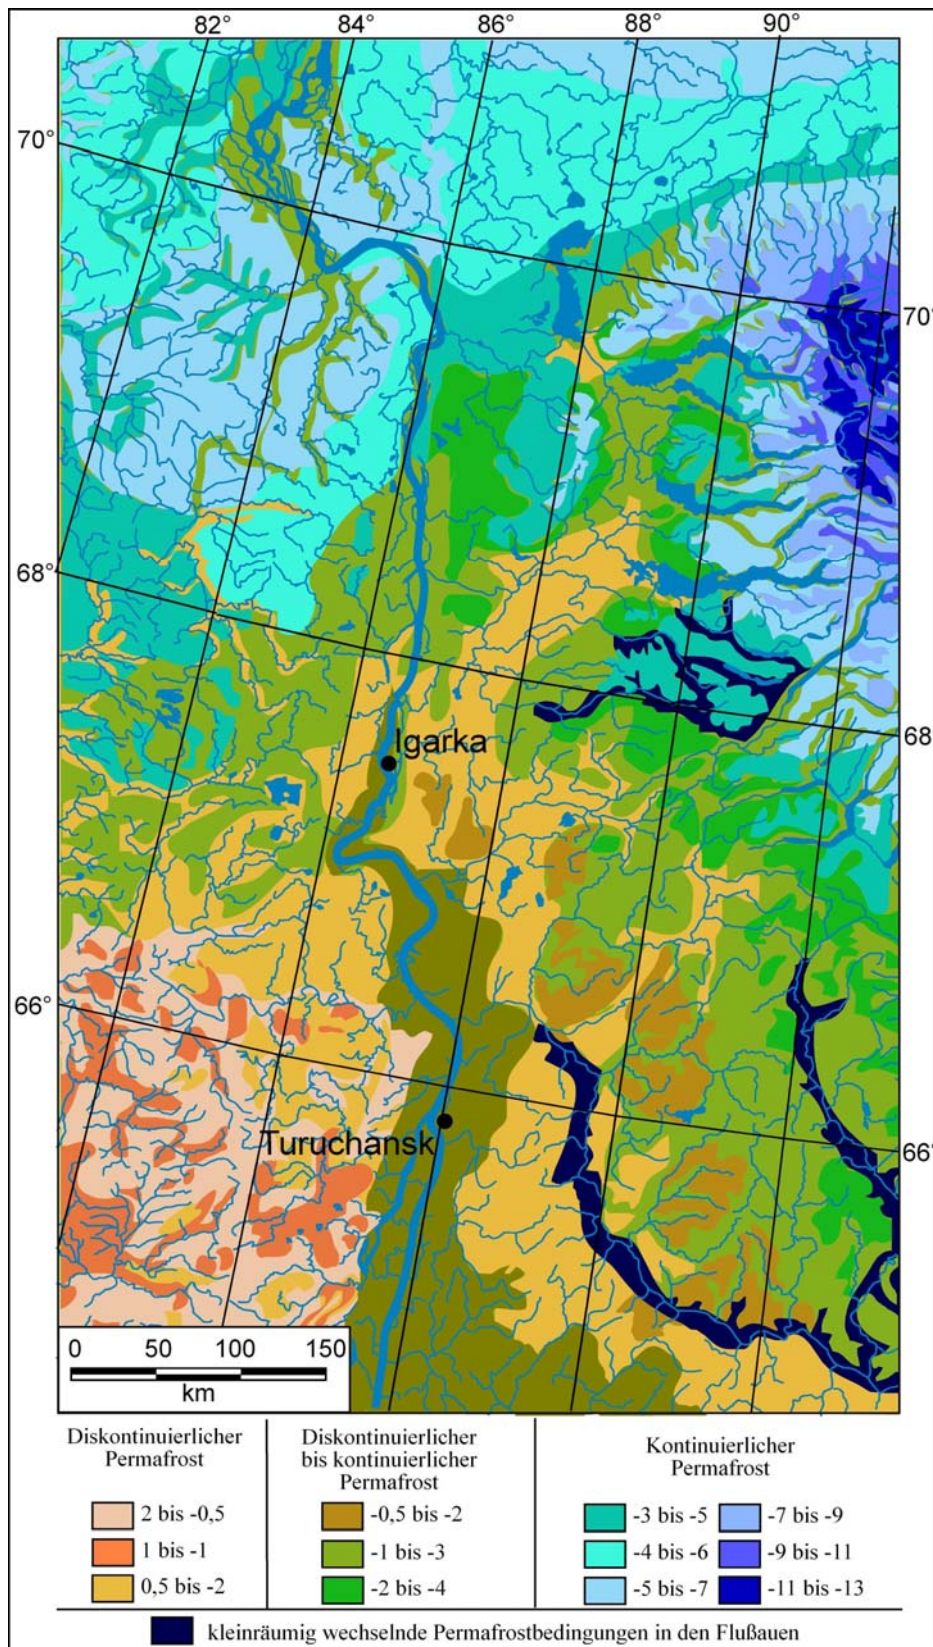 82° 84° 86° 88° 90°
70°
70°
68°
68°
Igarka
66°
Turuchansk
66°
0 50 100 150
km
Diskontinuierlicher
Permafrost
2 bis -0,5
1 bis -1
0,5 bis -2
Diskontinuierlicher
bis kontinuierlicher
Permafrost
-0,5 bis -2
-1 bis -3
-2 bis -4
Kontinuierlicher
Permafrost
-3 bis -5
-4 bis -6
-5 bis -7
-7 bis -9
-9 bis -11
-11 bis -13
kleinräumig wechselnde Permafrostbedingungen in den Flußauen